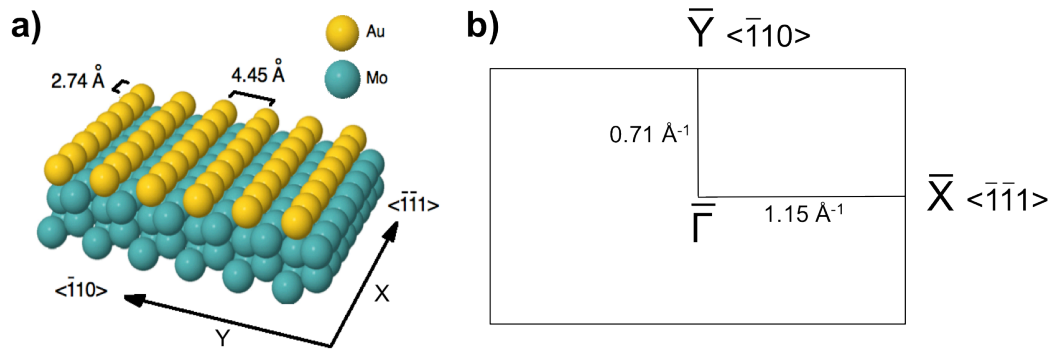 a)
Au
Mo
2.74 Å
4.45 Å
<1̅1̅1>
<1̅10>
X
Y
b)
Y̅ <1̅10>
0.71 Å⁻¹
X̅ <1̅1̅1>
Γ̅
1.15 Å⁻¹